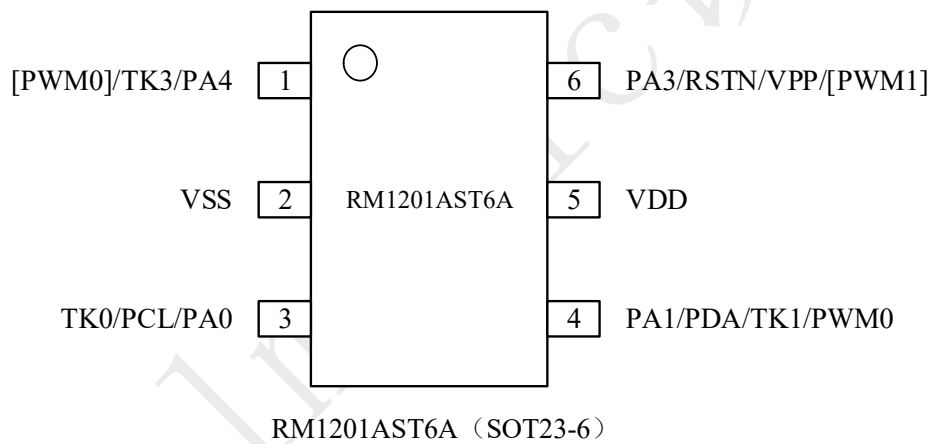 [PWM0]/TK3/PA4 1 6 PA3/RSTN/VPP/[PWM1]
VSS 2 RM1201AST6A 5 VDD
TK0/PCL/PA0 3 4 PA1/PDA/TK1/PWM0
RM1201AST6A（SOT23-6）